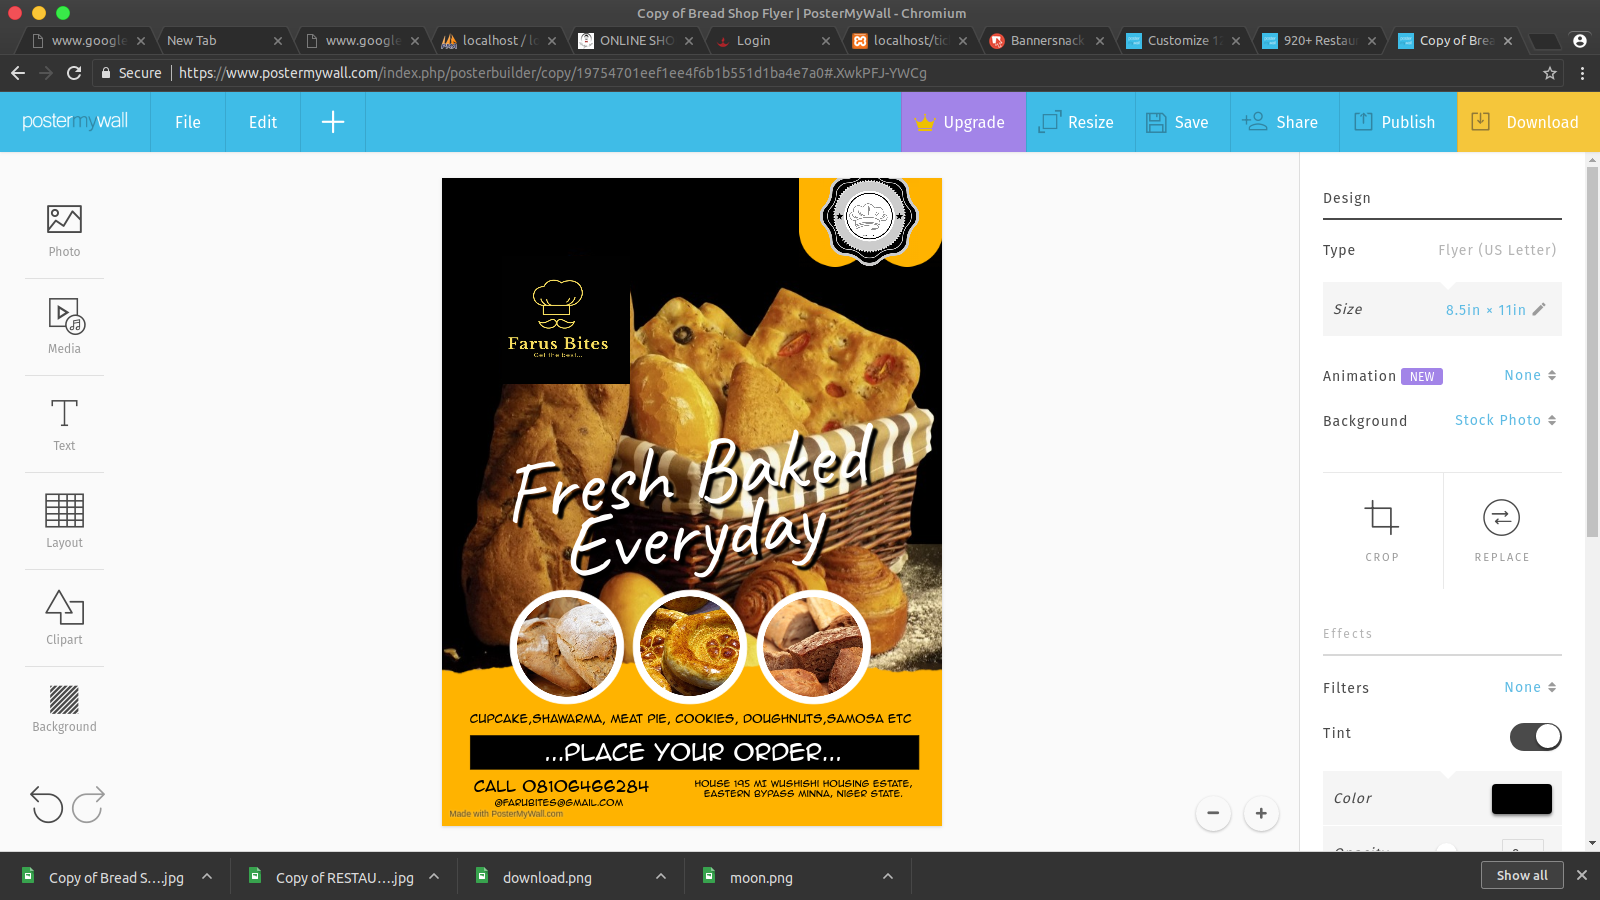 Copy of Bread Shop Flyer | PosterMyWall - Chromium
www.google
New Tab
www.google
localhost / lo
ONLINE SHO
Login
localhost/tic
Bannersnack
Customize 12
920+ Restau
Copy of Brea
Secure
https://www.postermywall.com/index.php/posterbuilder/copy/19754701eef1ee4f6b1b551d1ba4e7a0#.XwkPFJ-YWCg
postermywall
File
Edit
Upgrade
Resize
Save
Share
Publish
Download
Photo
Media
Text
Layout
Clipart
Background
Farus Bites
Get the best...
Fresh Baked
Everyday
CUPCAKE,SHAWARMA, MEAT PIE, COOKIES, DOUGHNUTS,SAMOSA ETC
...PLACE YOUR ORDER...
CALL 08106466284
@FARUBITES@GMAIL.COM
HOUSE 195 MI WUSHISHI HOUSING ESTATE,
EASTERN BYPASS MINNA, NIGER STATE.
Made with PosterMyWall.com
Design
Type
Flyer (US Letter)
Size
8.5in × 11in
Animation NEW
None
Background
Stock Photo
CROP
REPLACE
Effects
Filters
None
Tint
Color
Opacity
Copy of Bread S....jpg
Copy of RESTAU....jpg
download.png
moon.png
Show all